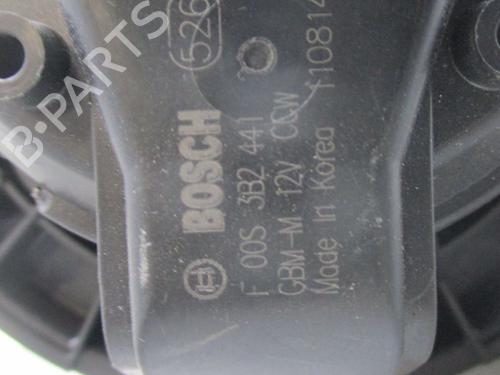 526
BOSCH
F 00S 3B2 441
GBM-M 12V CCW
Made in Korea 110814
B-PARTS